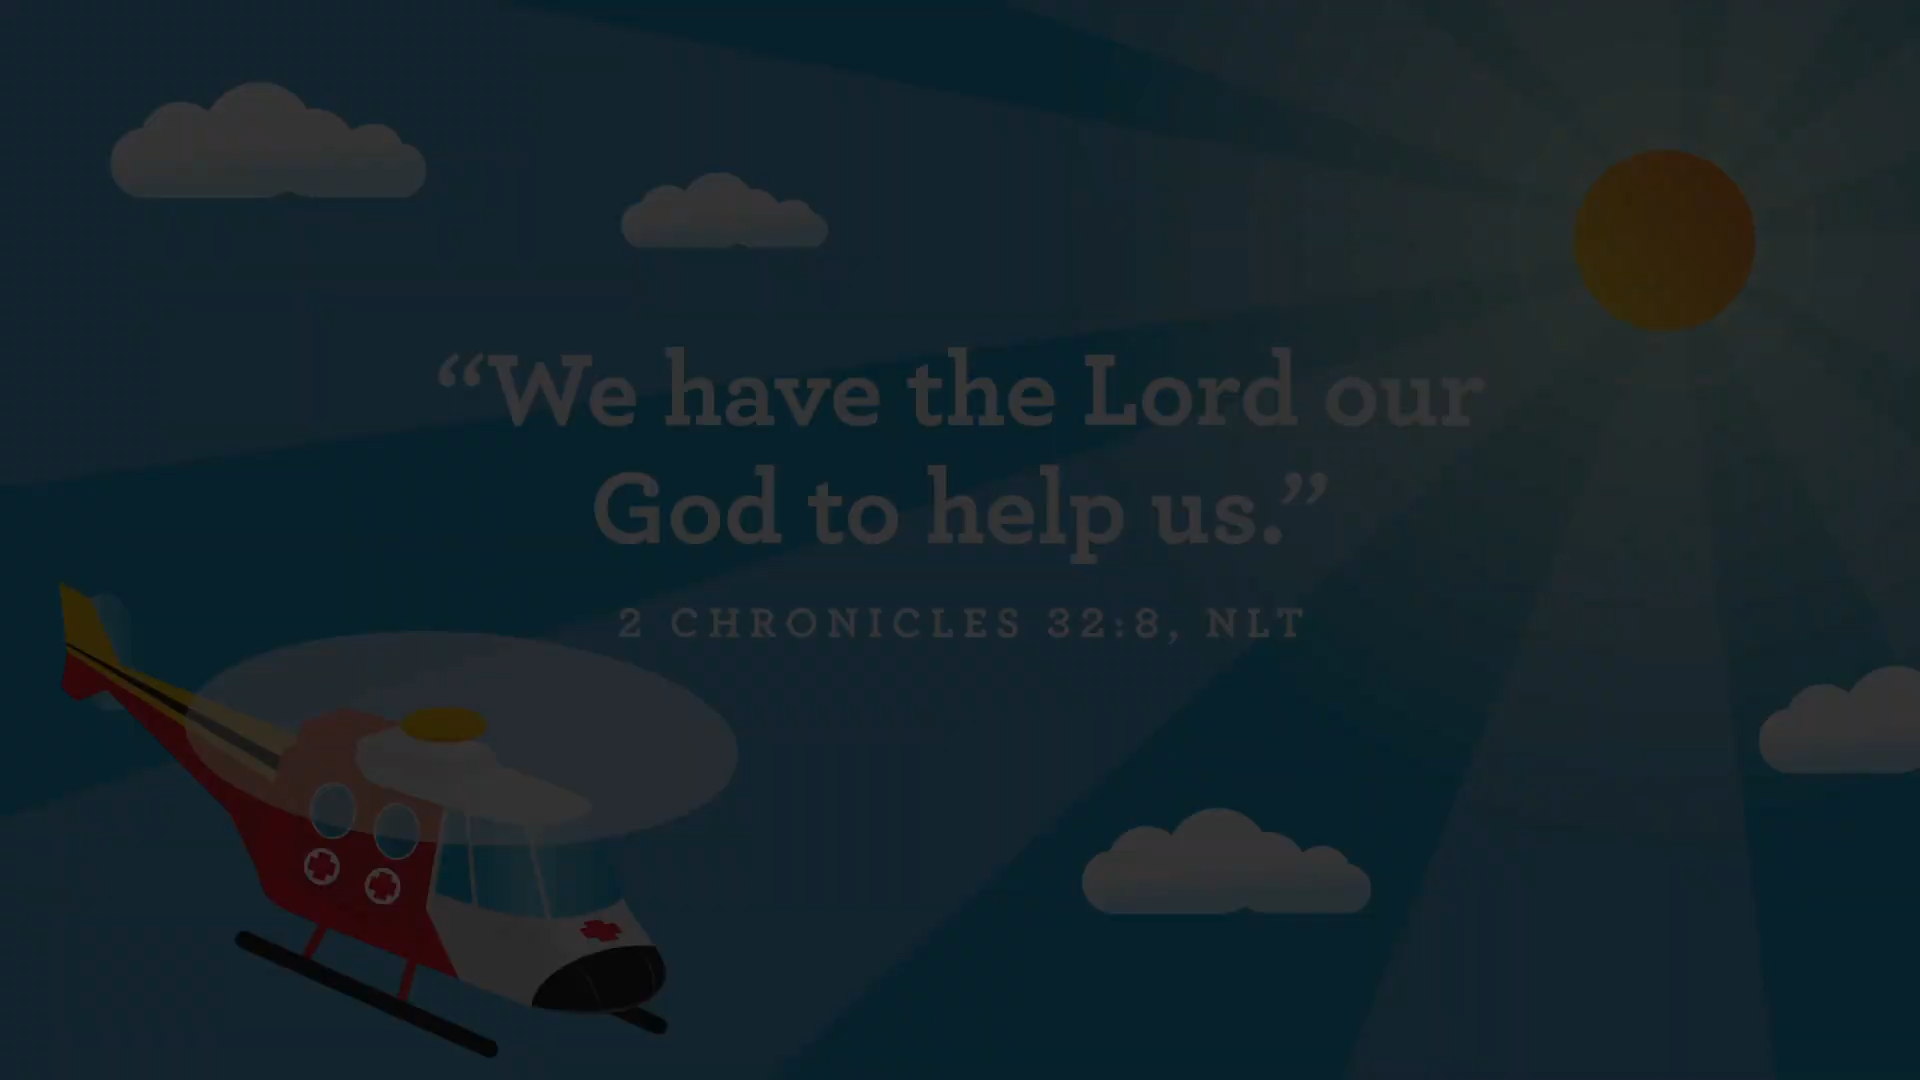 “We have the Lord our
God to help us.”
2 CHRONICLES 32:8, NLT